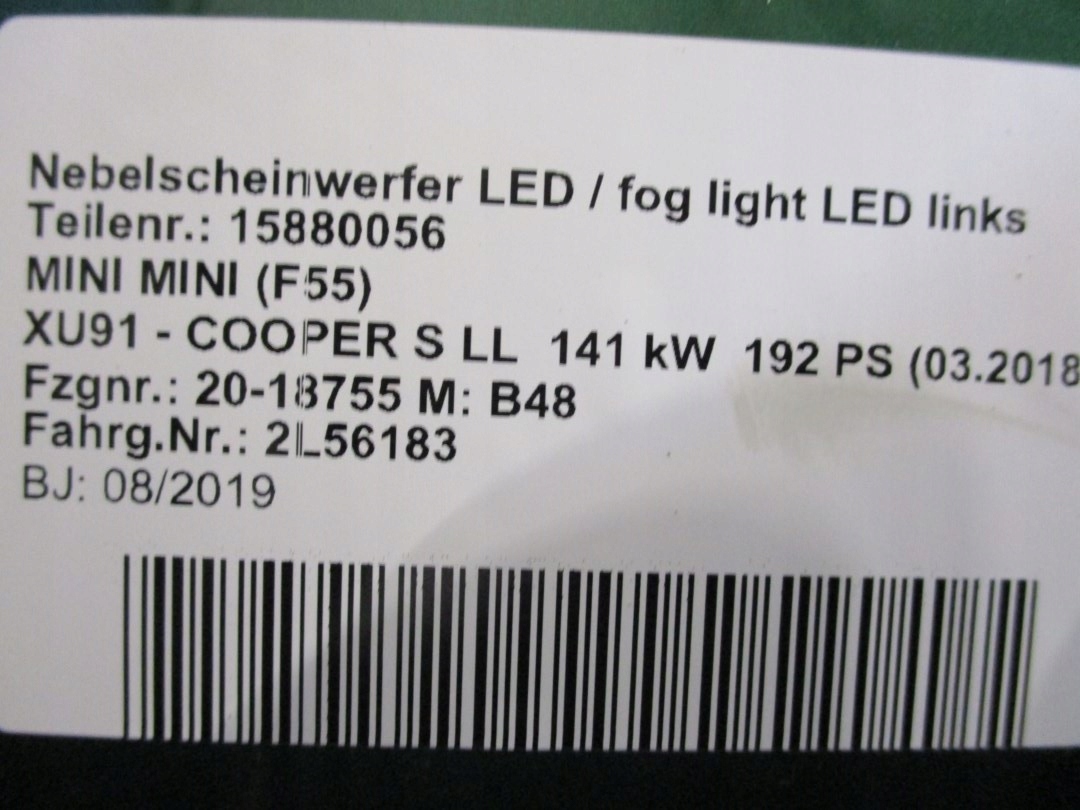 Nebelscheinwerfer LED / fog light LED links
Teilenr.: 15880056
MINI MINI (F55)
XU91 - COOPER S LL 141 kW 192 PS (03.2018
Fzgnr.: 20-18755 M: B48
Fahrg.Nr.: 2L56183
BJ: 08/2019